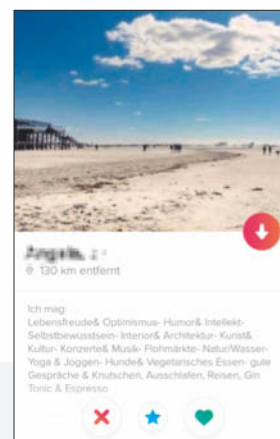 130 km entfernt
Ich mag:
Lebensfreude& Optimismus- Humor& Intellekt-
Selbstbewusstsein- Interior& Architektur- Kunst&
Kultur- Konzerte& Musik- Flohmärkte- Natur/Wasser-
Yoga & Joggen- Hunde& Vegetarisches Essen- gute
Gespräche & Knutschen, Ausschlafen, Reisen, Gin
Tonic & Espresso